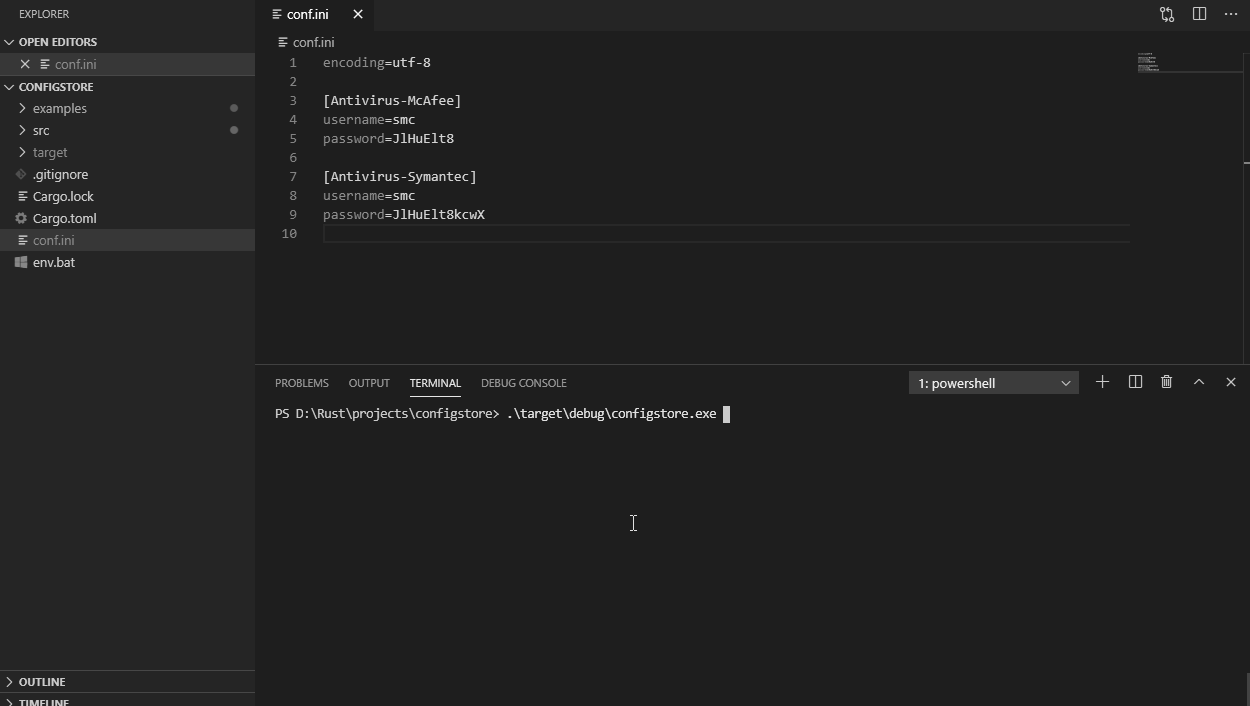 EXPLORER
OPEN EDITORS
conf.ini
CONFIGSTORE
examples
src
target
.gitignore
Cargo.lock
Cargo.toml
conf.ini
env.bat
OUTLINE
TIMELINE
conf.ini
conf.ini
1 encoding=utf-8
2
3 [Antivirus-McAfee]
4 username=smc
5 password=JlHuElt8
6
7 [Antivirus-Symantec]
8 username=smc
9 password=JlHuElt8kcwX
10
PROBLEMS OUTPUT TERMINAL DEBUG CONSOLE 1: powershell
PS D:\Rust\projects\configstore> .\target\debug\configstore.exe